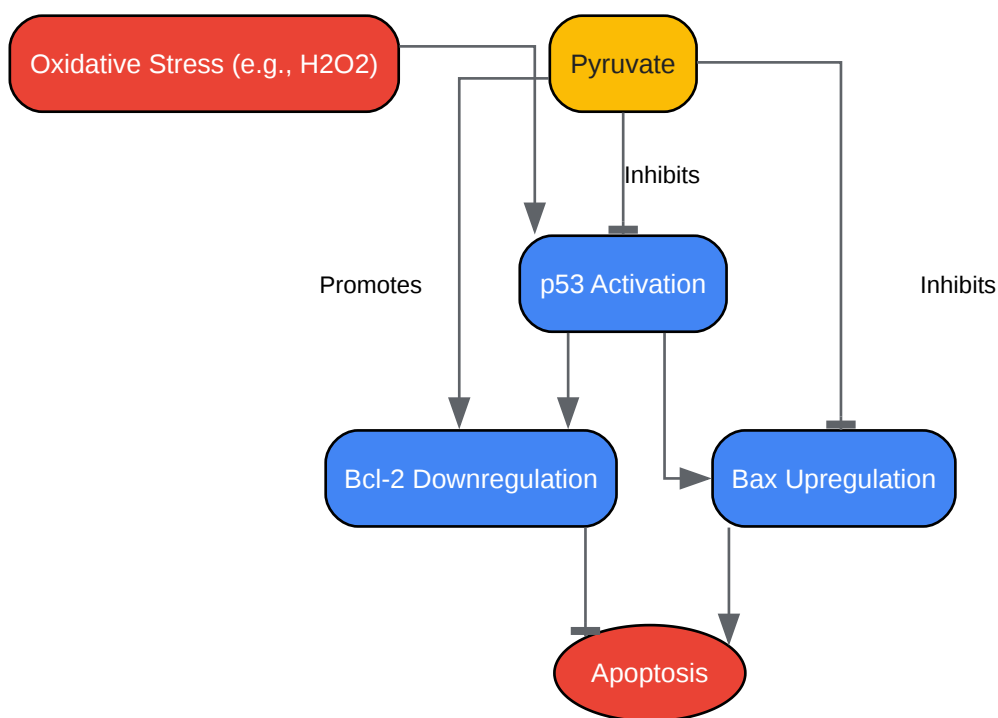 Oxidative Stress (e.g., H2O2)
Pyruvate
Inhibits
Promotes
p53 Activation
Inhibits
Bcl-2 Downregulation
Bax Upregulation
Apoptosis